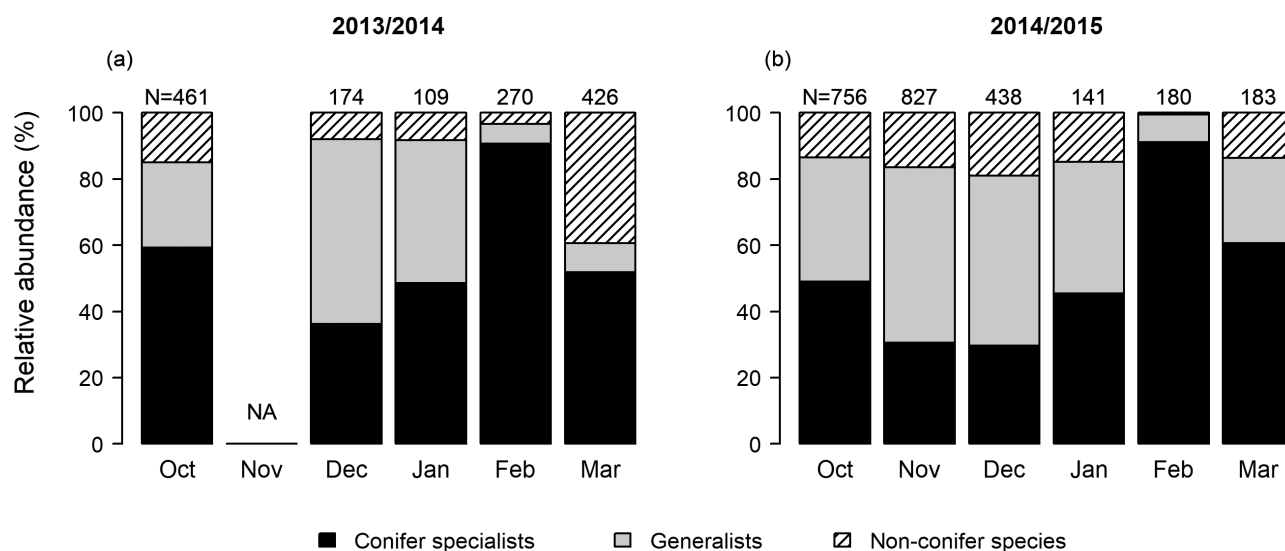 2013/2014
(a)
N=461 174 109 270 426
Relative abundance (%)
100
80
60
40
20
0
NA
Oct Nov Dec Jan Feb Mar
2014/2015
(b)
N=756 827 438 141 180 183
100
80
60
40
20
0
Oct Nov Dec Jan Feb Mar
Conifer specialists Generalists Non-conifer species